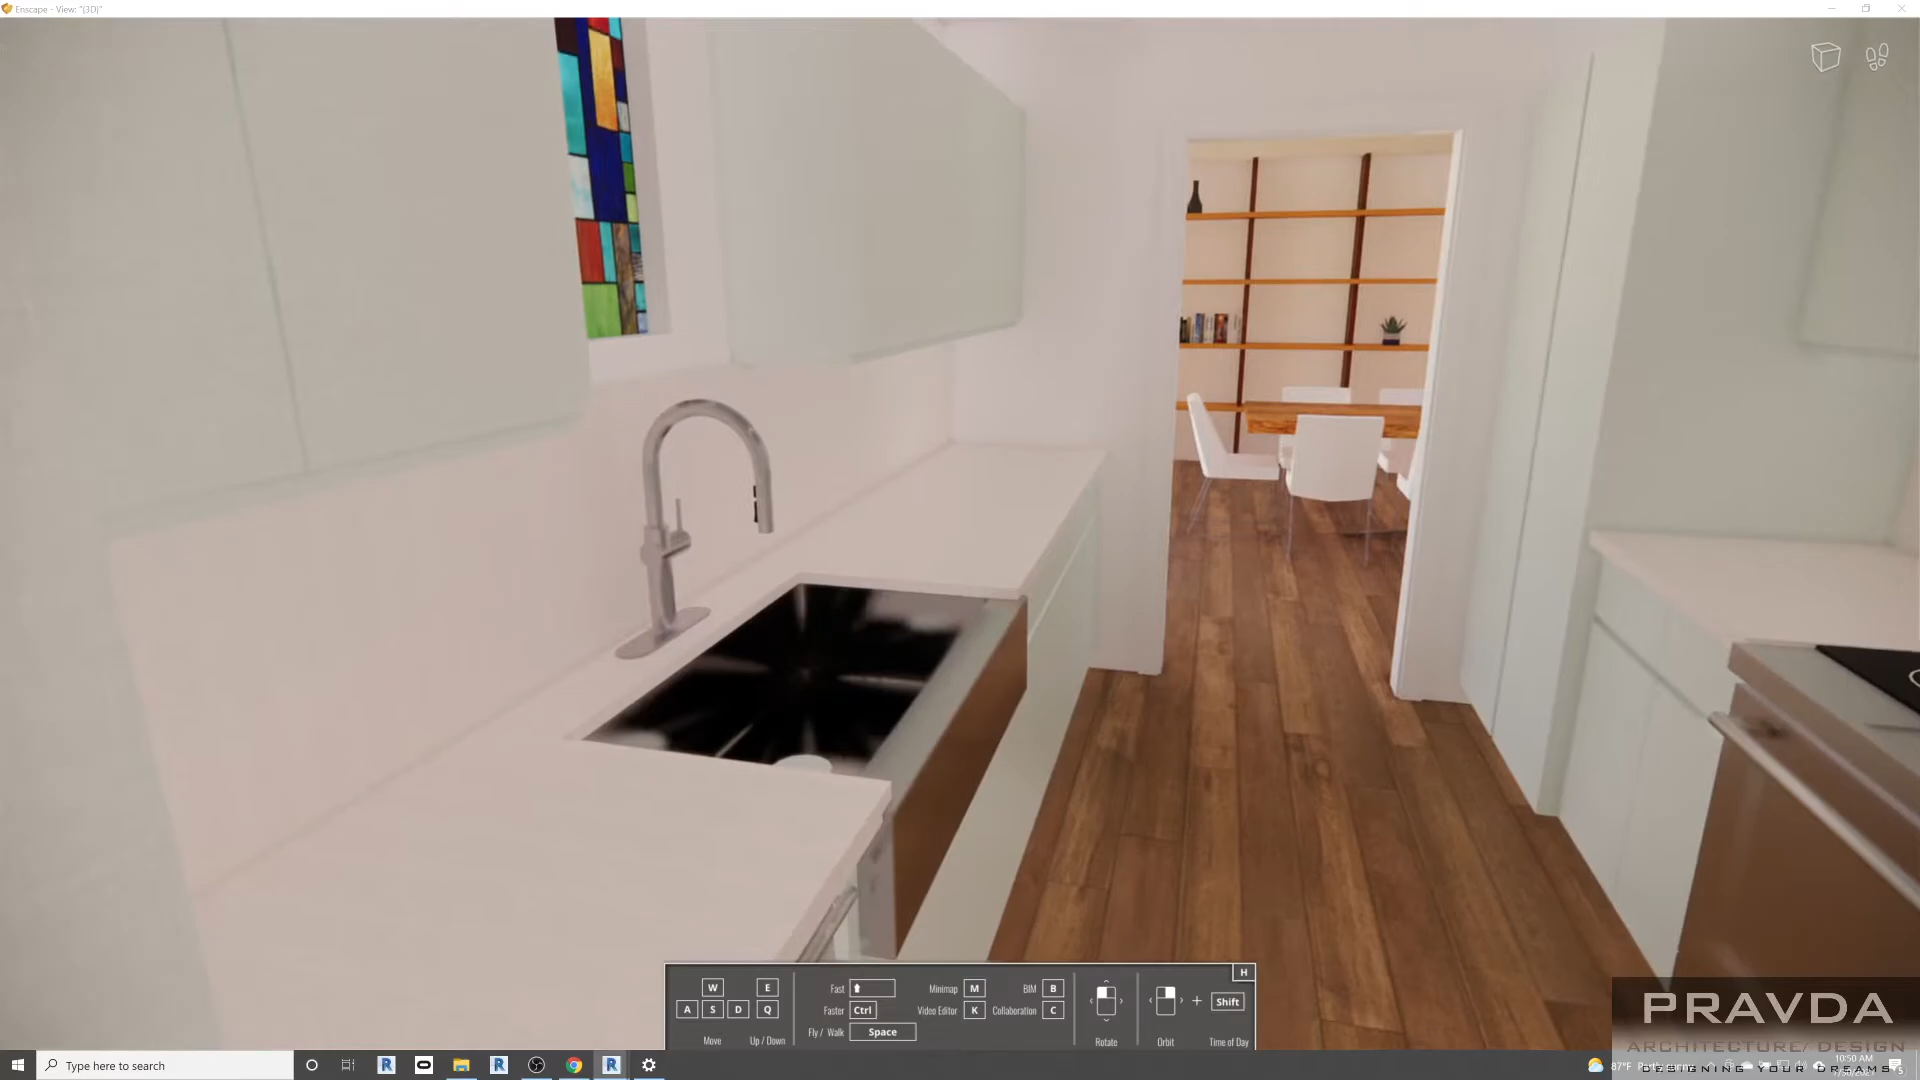 Enscape - View: "{3D}"
H
W E
A S D Q
Move Up / Down
Fast
Faster Ctrl
Fly / Walk Space
Minimap M
Video Editor K
BIM B
Collaboration C
Rotate
Orbit
+ Shift
Time of Day
PRAVDA
ARCHITECTURE/ DESIGN
DESIGNING YOUR DREAMS
Type here to search
R
R
R
87°F
10:50 AM